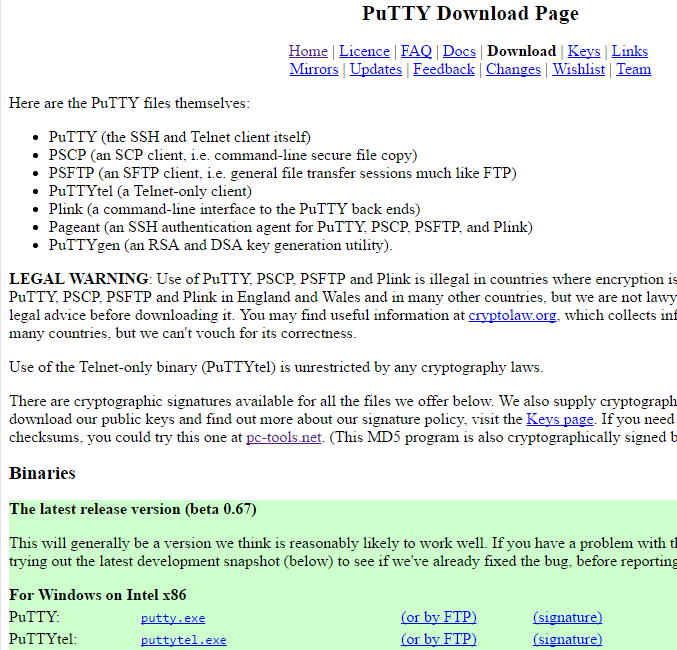 PuTTY Download Page
Home | Licence | FAQ | Docs | Download | Keys | Links
Mirrors | Updates | Feedback | Changes | Wishlist | Team
Here are the PuTTY files themselves:
• PuTTY (the SSH and Telnet client itself)
• PSCP (an SCP client, i.e. command-line secure file copy)
• PSFTP (an SFTP client, i.e. general file transfer sessions much like FTP)
• PuTTYtel (a Telnet-only client)
• Plink (a command-line interface to the PuTTY back ends)
• Pageant (an SSH authentication agent for PuTTY, PSCP, PSFTP, and Plink)
• PuTTYgen (an RSA and DSA key generation utility).
LEGAL WARNING: Use of PuTTY, PSCP, PSFTP and Plink is illegal in countries where encryption is
PuTTY, PSCP, PSFTP and Plink in England and Wales and in many other countries, but we are not lawy
legal advice before downloading it. You may find useful information at cryptolaw.org, which collects inf
many countries, but we can't vouch for its correctness.
Use of the Telnet-only binary (PuTTYtel) is unrestricted by any cryptography laws.
There are cryptographic signatures available for all the files we offer below. We also supply cryptograph
download our public keys and find out more about our signature policy, visit the Keys page. If you need
checksums, you could try this one at pc-tools.net. (This MD5 program is also cryptographically signed b
Binaries
The latest release version (beta 0.67)
This will generally be a version we think is reasonably likely to work well. If you have a problem with th
trying out the latest development snapshot (below) to see if we've already fixed the bug, before reporting
For Windows on Intel x86
PuTTY: putty.exe (or by FTP) (signature)
PuTTYtel: puttytel.exe (or by FTP) (signature)